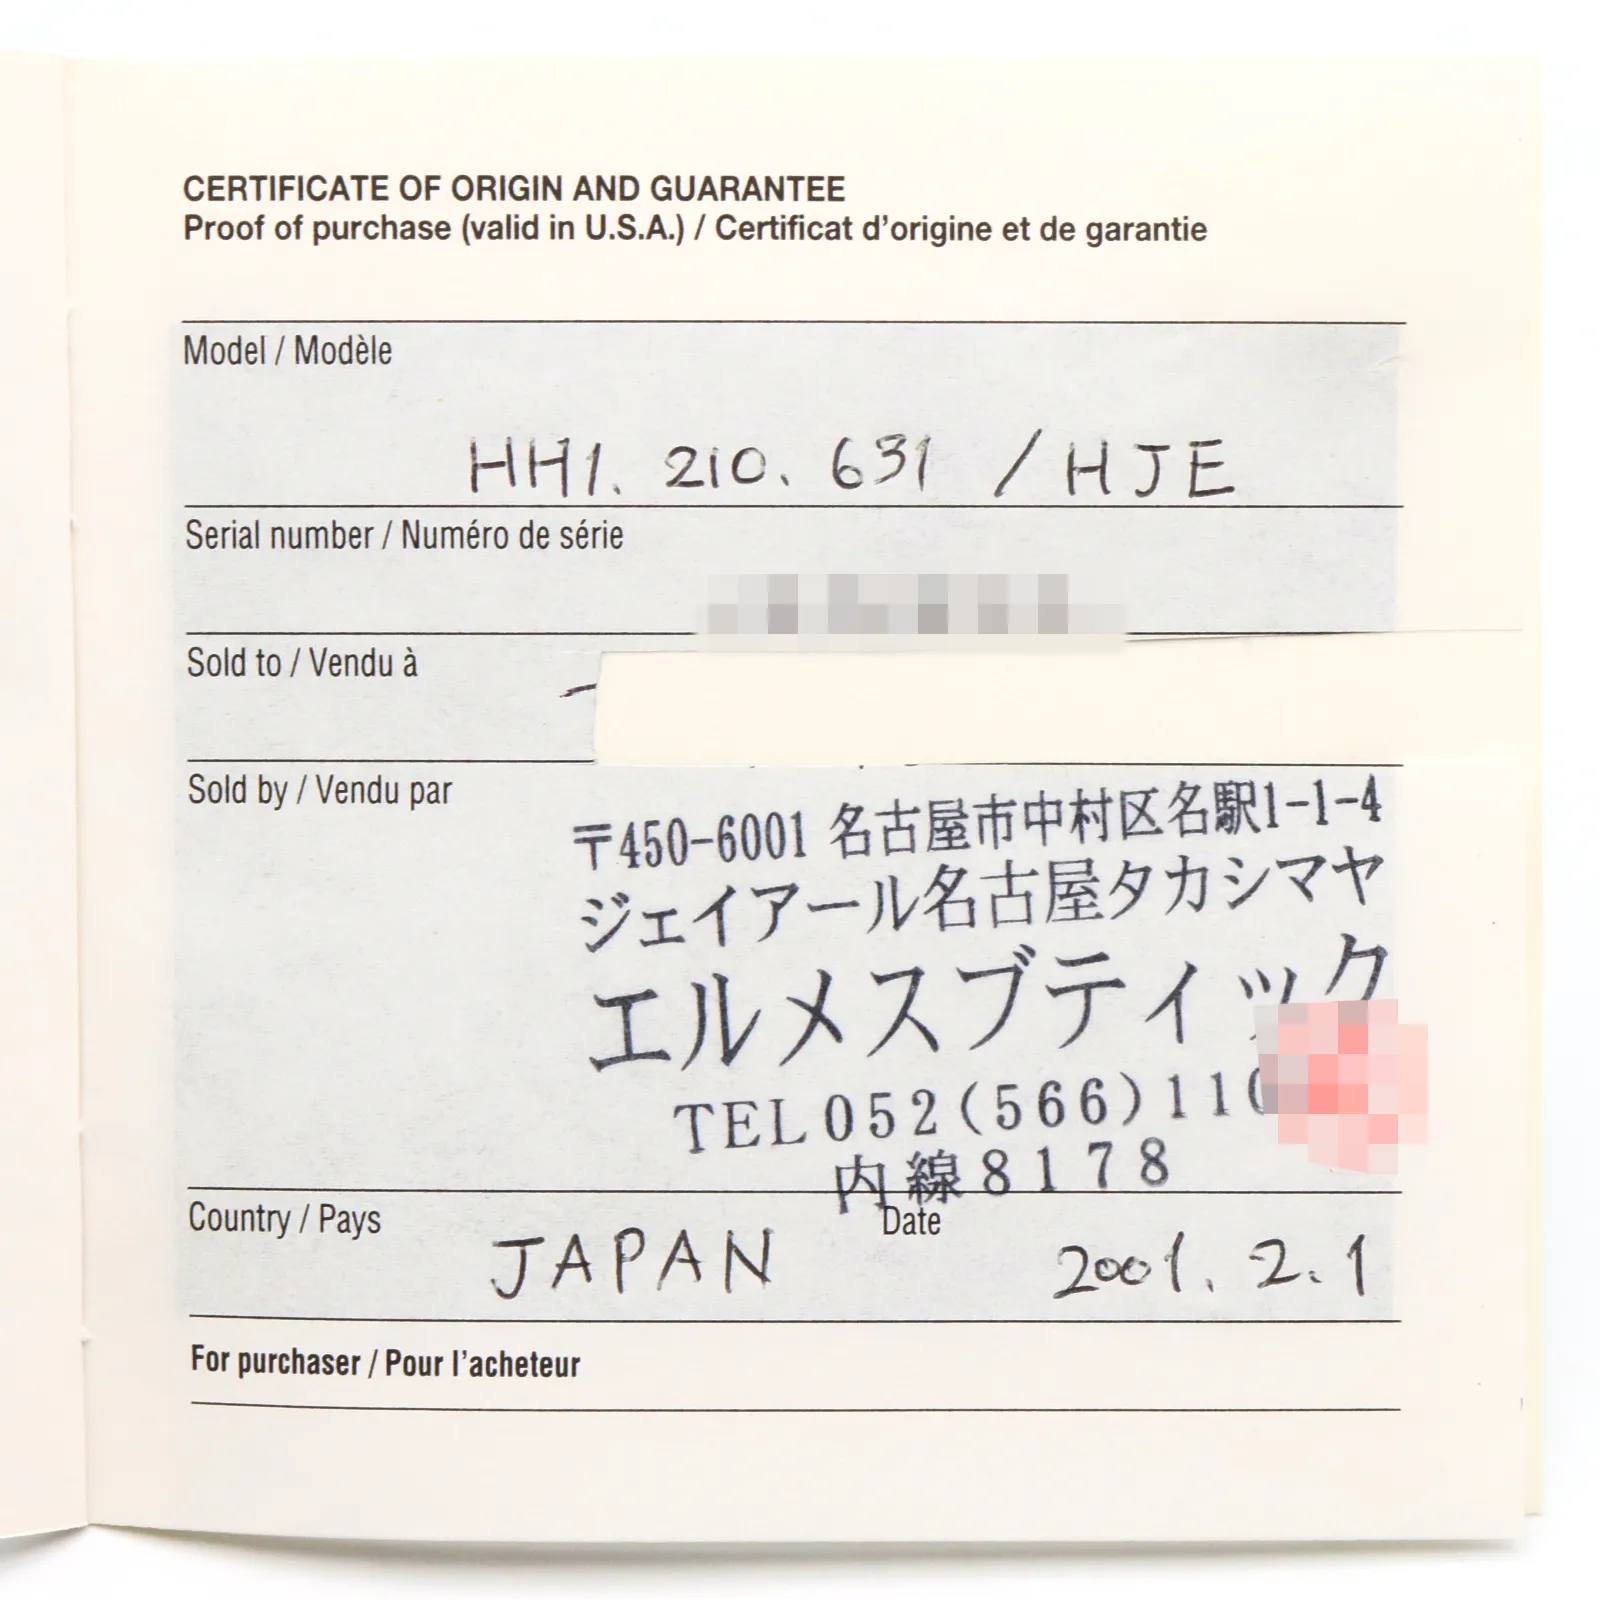 CERTIFICATE OF ORIGIN AND GUARANTEE
Proof of purchase (valid in U.S.A.) / Certificat d'origine et de garantie
Model / Modèle
HH1. 210. 631 / HJE
Serial number / Numéro de série
Sold to / Vendu à
Sold by / Vendu par
〒450-6001 名古屋市中村区名駅1-1-4
ジェイアール名古屋タカシマヤ
エルメスブティック
TEL052(566)11
内線8178
Country / Pays
JAPAN
Date
2001. 2. 1
For purchaser / Pour l'acheteur